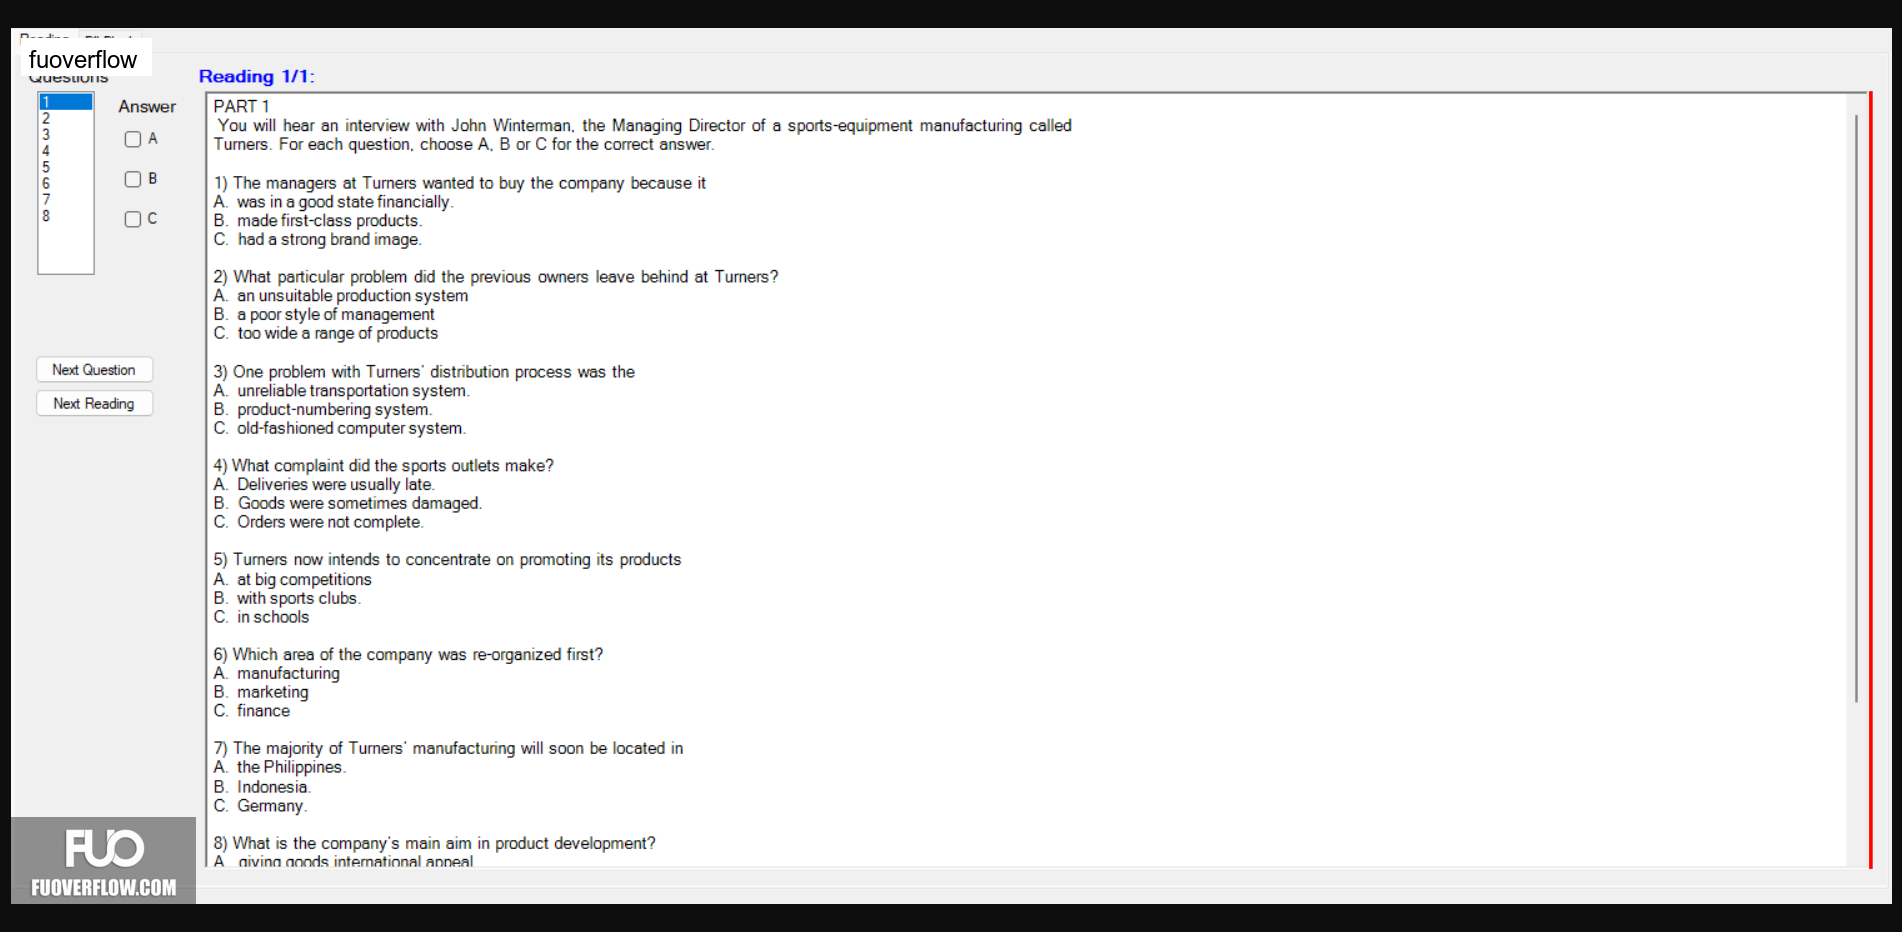 fuoverflow
Questions
Reading 1/1:
1
2
3
4
5
6
7
8
Answer
A
B
C
Next Question
Next Reading
PART 1
You will hear an interview with John Winterman, the Managing Director of a sports-equipment manufacturing called
Turners. For each question, choose A, B or C for the correct answer.
1) The managers at Turners wanted to buy the company because it
A. was in a good state financially.
B. made first-class products.
C. had a strong brand image.
2) What particular problem did the previous owners leave behind at Turners?
A. an unsuitable production system
B. a poor style of management
C. too wide a range of products
3) One problem with Turners' distribution process was the
A. unreliable transportation system.
B. product-numbering system.
C. old-fashioned computer system.
4) What complaint did the sports outlets make?
A. Deliveries were usually late.
B. Goods were sometimes damaged.
C. Orders were not complete.
5) Turners now intends to concentrate on promoting its products
A. at big competitions
B. with sports clubs.
C. in schools
6) Which area of the company was re-organized first?
A. manufacturing
B. marketing
C. finance
7) The majority of Turners' manufacturing will soon be located in
A. the Philippines.
B. Indonesia.
C. Germany.
8) What is the company's main aim in product development?
A. giving goods international appeal
FUO
FUOVERFLOW.COM